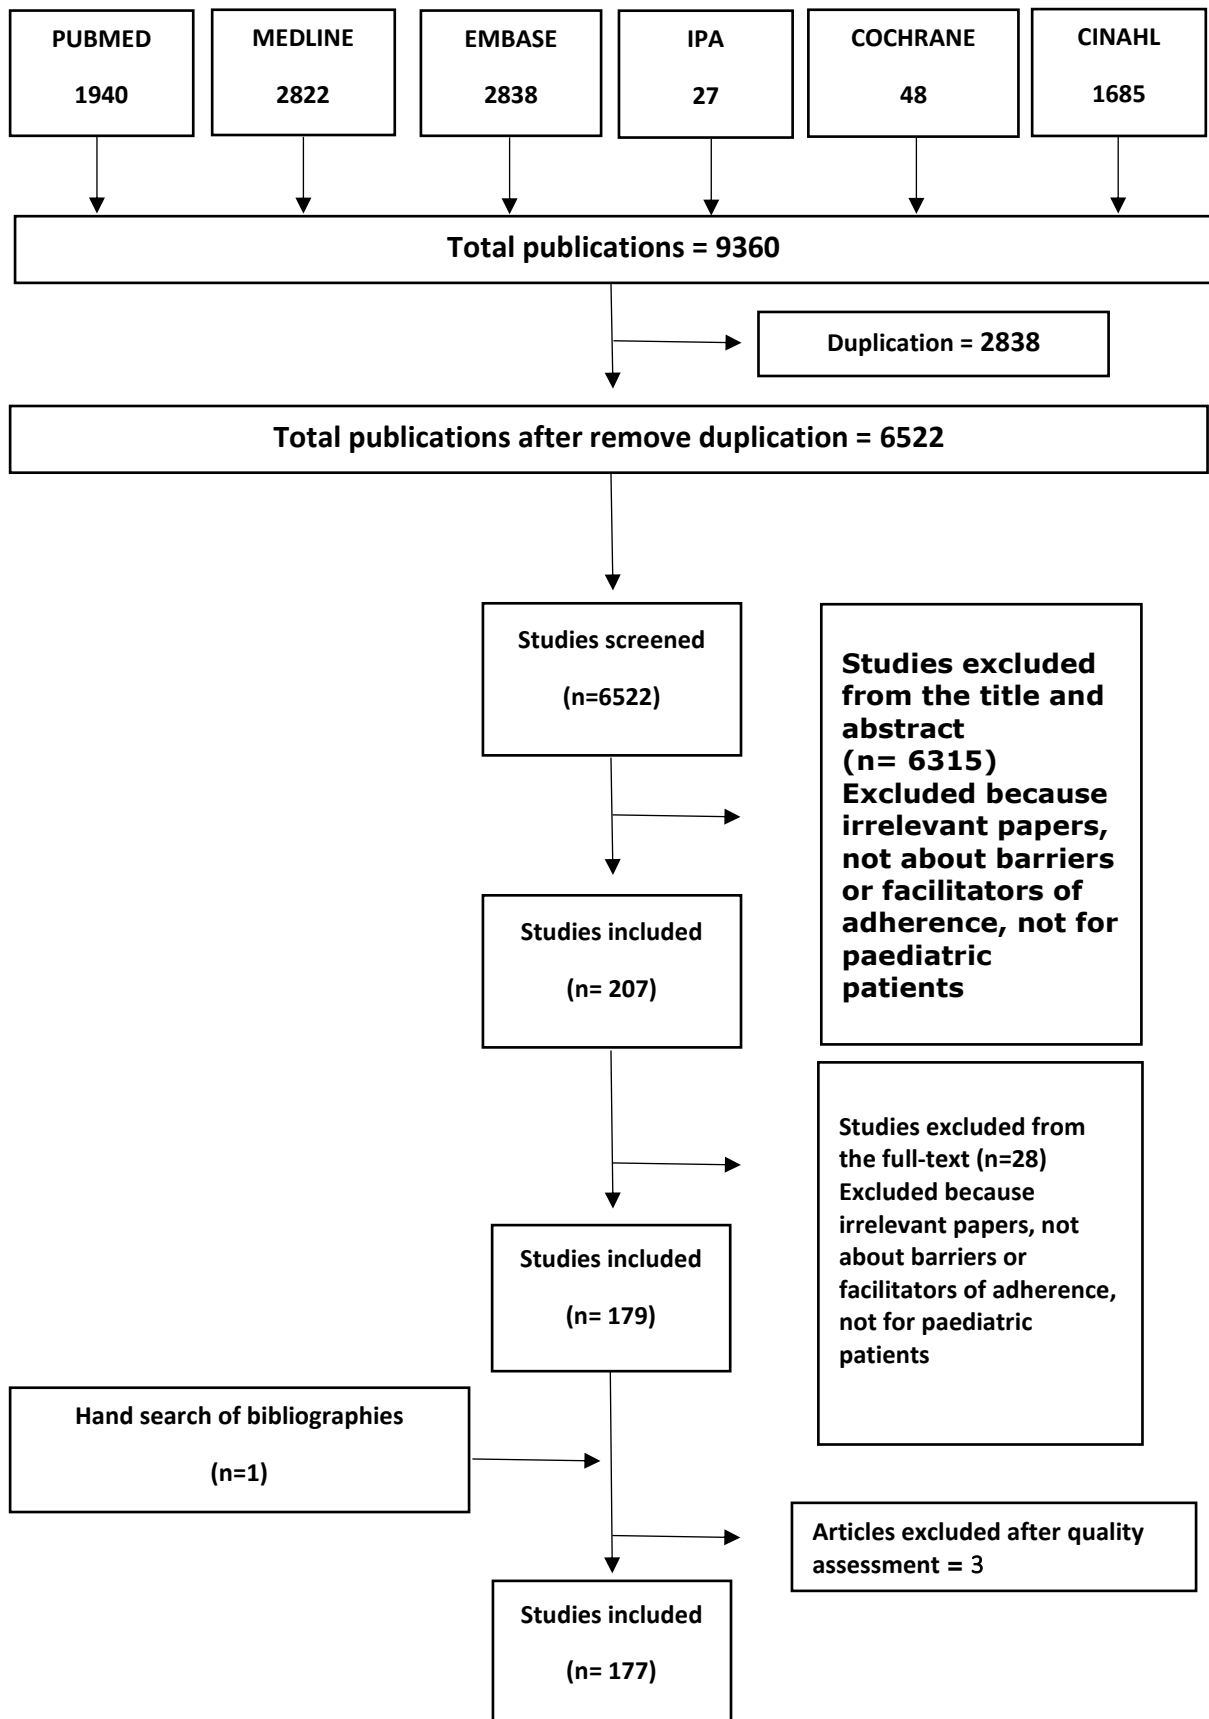 PUBMED
1940
MEDLINE
2822
EMBASE
2838
IPA
27
COCHRANE
48
CINAHL
1685
Total publications = 9360
Duplication = 2838
Total publications after remove duplication = 6522
Studies screened
(n=6522)
Studies excluded
from the title and
abstract
(n= 6315)
Excluded because
irrelevant papers,
not about barriers
or facilitators of
adherence, not for
paediatric
patients
Studies included
(n= 207)
Studies excluded from
the full-text (n=28)
Excluded because
irrelevant papers, not
about barriers or
facilitators of adherence,
not for paediatric
patients
Studies included
(n= 179)
Hand search of bibliographies
(n=1)
Articles excluded after quality
assessment = 3
Studies included
(n= 177)